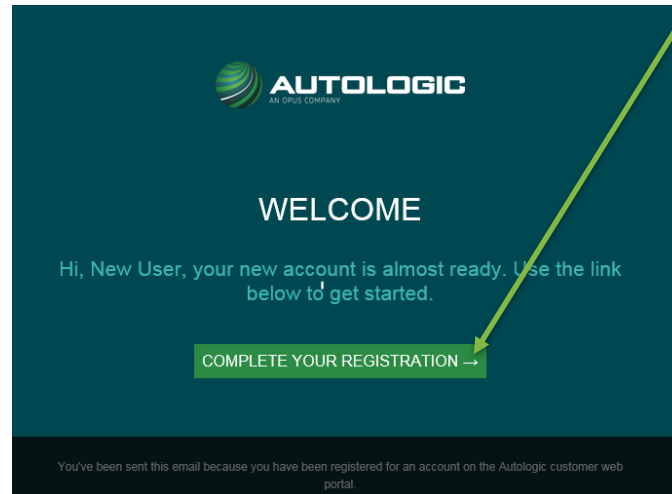 AUTOLOGIC
AN OPUS COMPANY
WELCOME
Hi, New User, your new account is almost ready. Use the link
below to get started.
COMPLETE YOUR REGISTRATION →
You've been sent this email because you have been registered for an account on the Autologic customer web
portal.